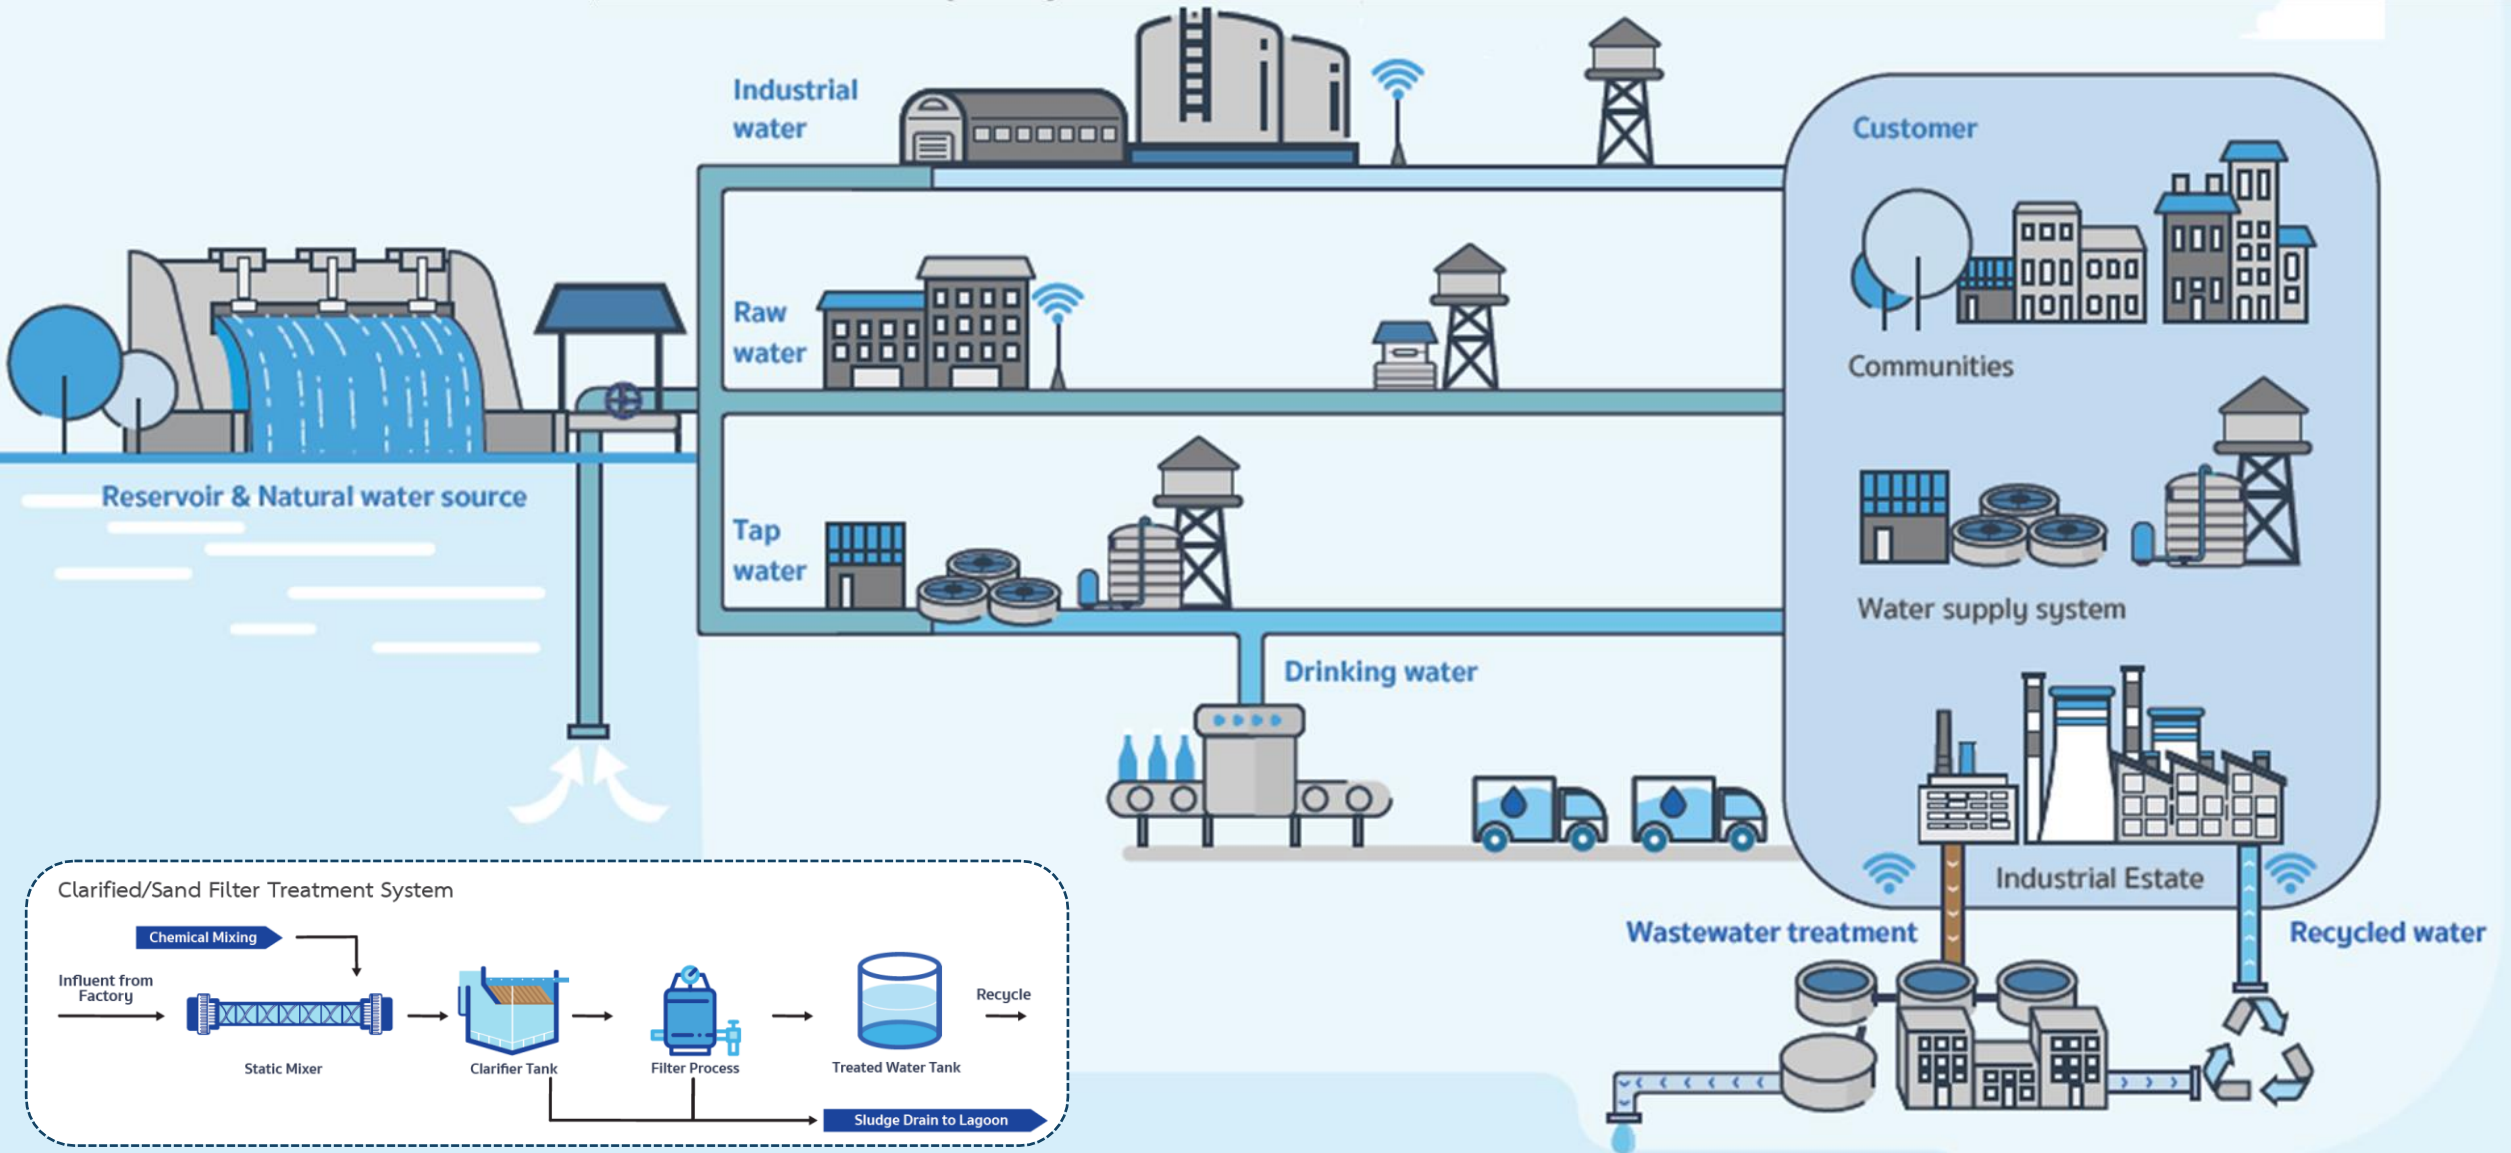 Industrial
water
Customer
Raw
water
Communities
Reservoir & Natural water source
Tap
water
Water supply system
Drinking water
Industrial Estate
Wastewater treatment
Recycled water
Clarified/Sand Filter Treatment System
Chemical Mixing
Influent from
Factory
Recycle
Static Mixer
Clarifier Tank
Filter Process
Treated Water Tank
Sludge Drain to Lagoon